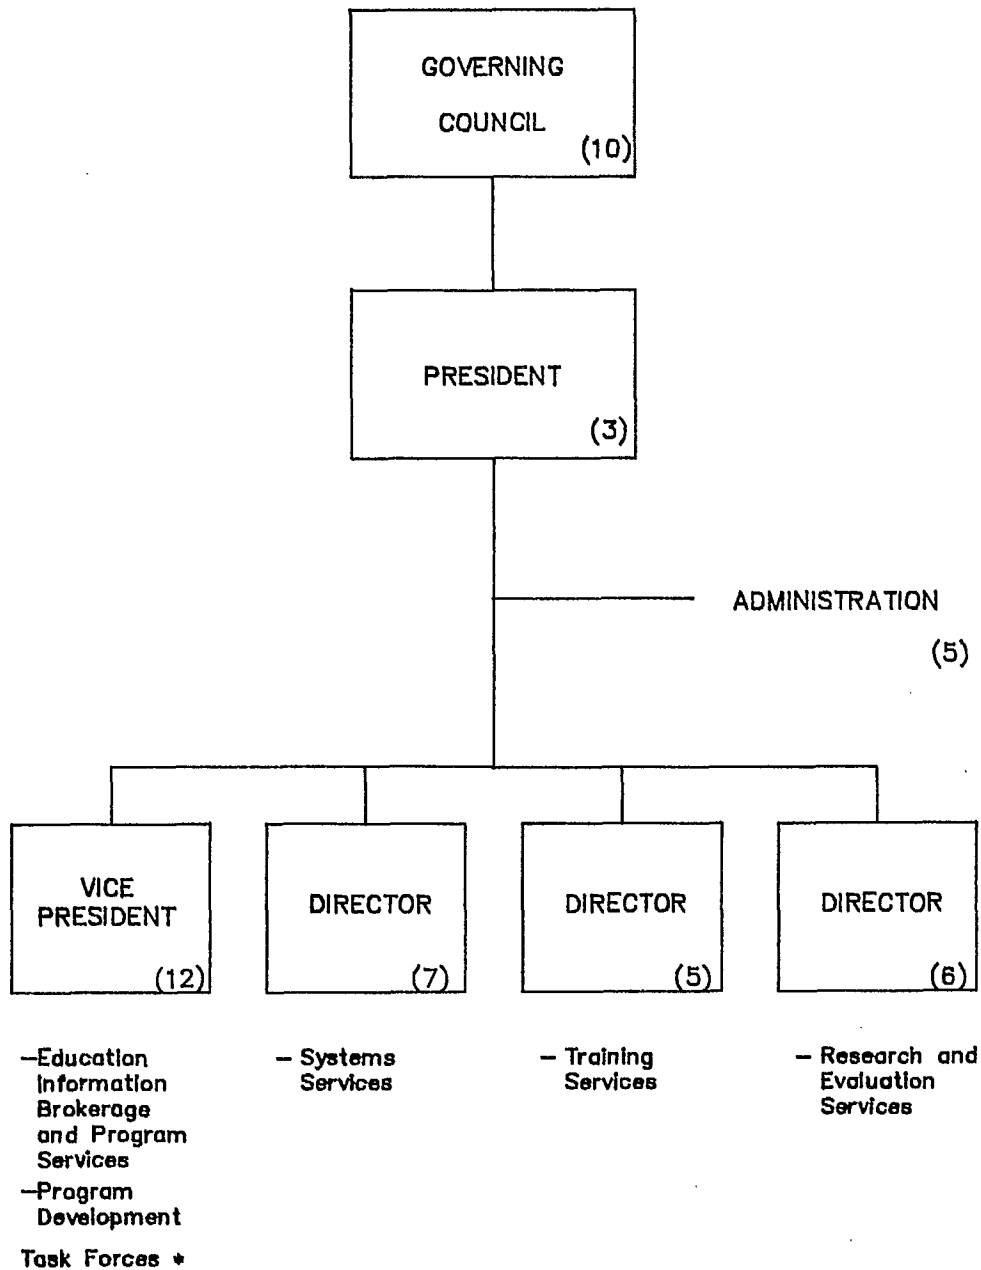 GOVERNING
COUNCIL
(10)
PRESIDENT
(3)
ADMINISTRATION
(5)
VICE
PRESIDENT
(12)
DIRECTOR
(7)
DIRECTOR
(5)
DIRECTOR
(6)
—Education
Information
Brokerage
and Program
Services
—Program
Development
Task Forces *
— Systems
Services
— Training
Services
— Research and
Evaluation
Services